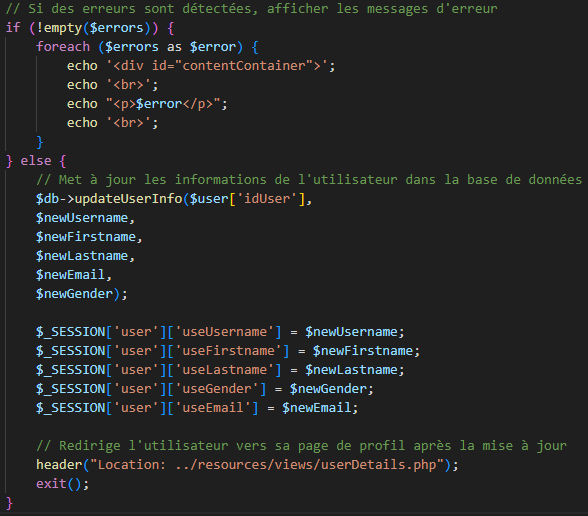 // Si des erreurs sont détectées, afficher les messages d'erreur
if (!empty($errors)) {
    foreach ($errors as $error) {
        echo '<div id="contentContainer">';
        echo '<br>';
        echo "<p>$error</p>";
        echo '<br>';
    }
} else {
    // Met à jour les informations de l'utilisateur dans la base de données
    $db->updateUserInfo($user['idUser'],
    $newUsername,
    $newFirstname,
    $newLastname,
    $newEmail,
    $newGender);

    $_SESSION['user']['useUsername'] = $newUsername;
    $_SESSION['user']['useFirstname'] = $newFirstname;
    $_SESSION['user']['useLastname'] = $newLastname;
    $_SESSION['user']['useGender'] = $newGender;
    $_SESSION['user']['useEmail'] = $newEmail;

    // Redirige l'utilisateur vers sa page de profil après la mise à jour
    header("Location: ../resources/views/userDetails.php");
    exit();
}